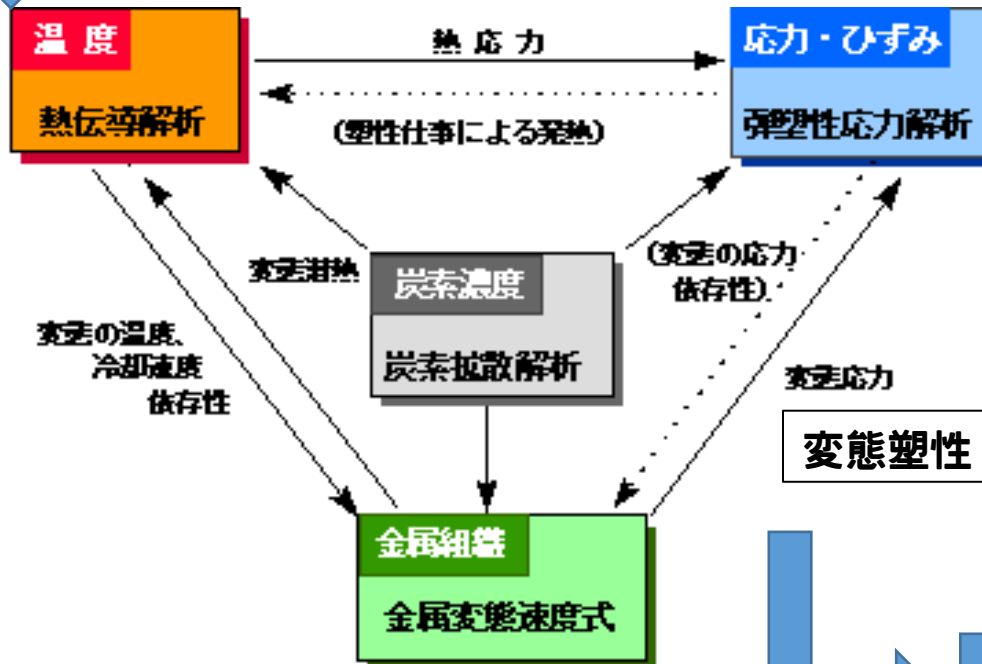 温 度
熱伝導解析
熱 応 力
(塑性仕事による発熱)
応力・ひずみ
弾塑性応力解析
変態潜熱
炭素濃度
炭素拡散解析
(変態の応力
依存性)
変態の温度、
冷却速度
依存性
変態応力
変態塑性
金属組織
金属変態速度式